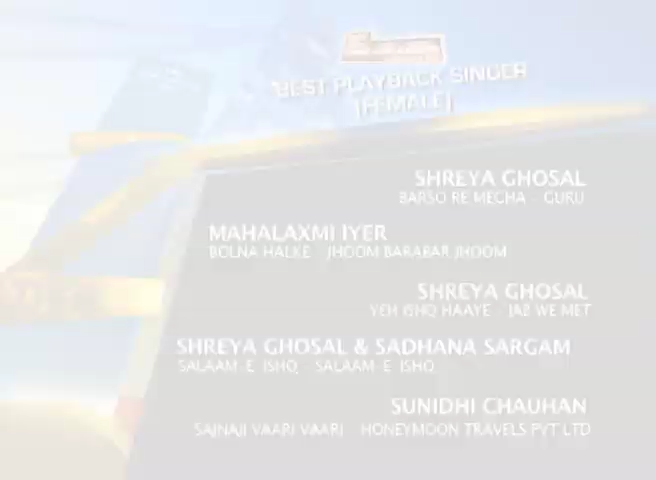 BEST PLAYBACK SINGER
[FEMALE]
SHREYA GHOSAL
BARSO RE MEGHA - GURU
MAHALAXMI IYER
BOLNA HALKE - JHOOM BARABAR JHOOM
SHREYA GHOSAL
YEH ISHQ HAAYE - JAB WE MET
SHREYA GHOSAL & SADHANA SARGAM
SALAAM-E-ISHQ - SALAAM-E-ISHQ
SUNIDHI CHAUHAN
SAJNAJI VAARI VAARI - HONEYMOON TRAVELS PVT LTD